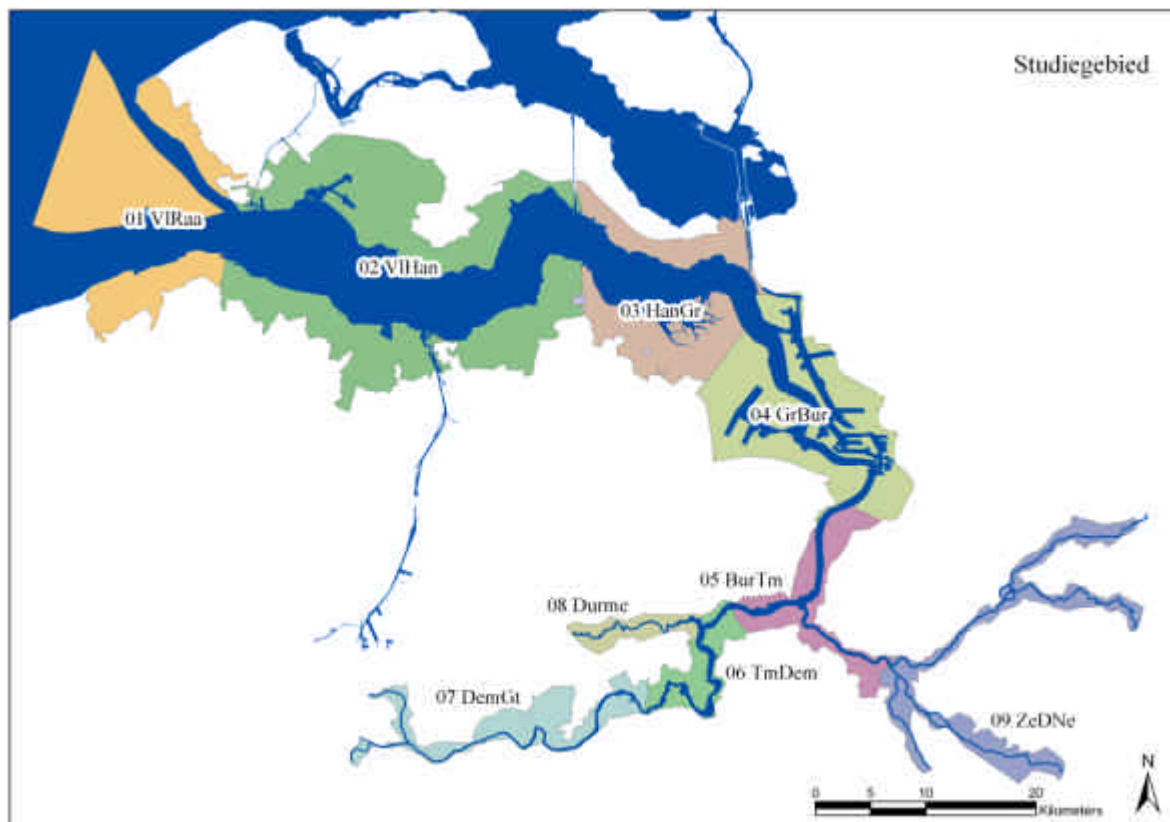 Studiegebied
01 VlRaa
02 VlHan
03 HanGr
04 GrBur
05 BurTm
08 Durme
06 TmDem
07 DemGt
09 ZeDNe
N
0 5 10 20
Kilometers